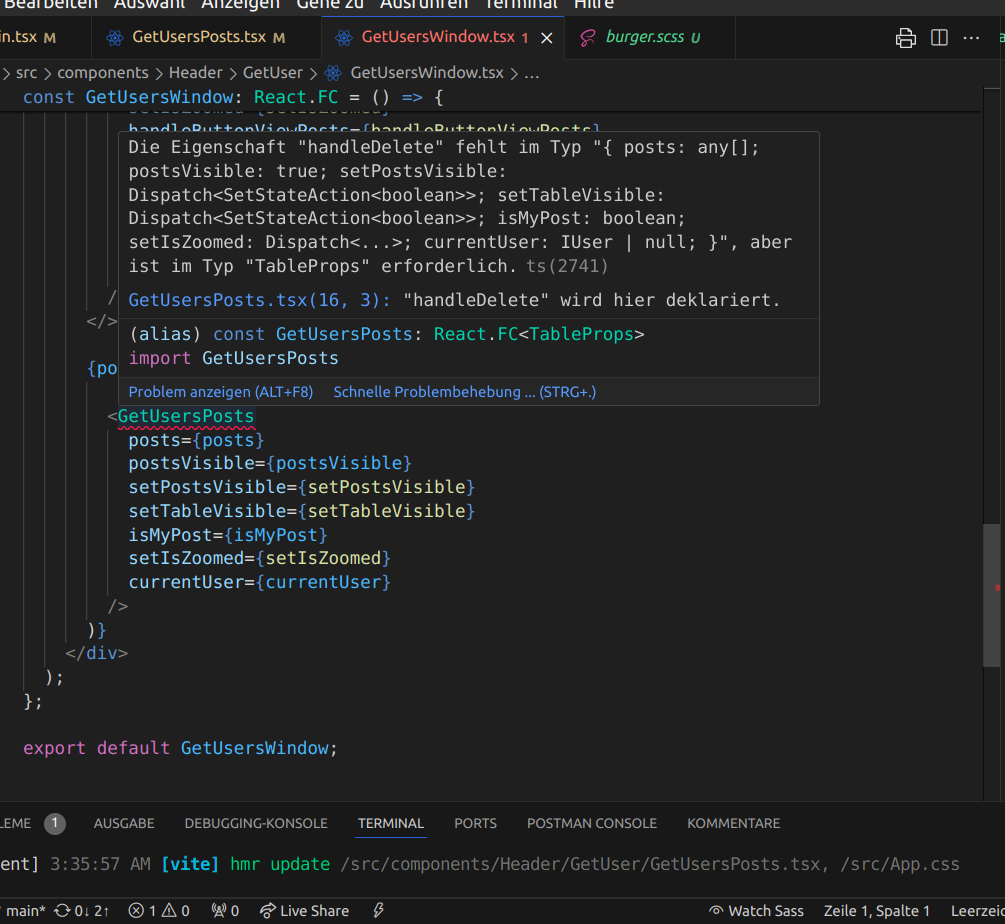 Bearbeiten Auswahl Anzeigen Gehe zu Ausführen Terminal Hilfe
in.tsx M GetUsersPosts.tsx M GetUsersWindow.tsx 1 burger.scss U
> src > components > Header > GetUser > GetUsersWindow.tsx > ...
const GetUsersWindow: React.FC = () => {
setIsZoomed={setIsZoomed}
handleButtonViewPosts={handleButtonViewPosts}
Die Eigenschaft "handleDelete" fehlt im Typ "{ posts: any[];
postsVisible: true; setPostsVisible:
Dispatch<SetStateAction<boolean>>; setTableVisible:
Dispatch<SetStateAction<boolean>>; isMyPost: boolean;
setIsZoomed: Dispatch<...>; currentUser: IUser | null; }", aber
ist im Typ "TableProps" erforderlich. ts(2741)
/ GetUsersPosts.tsx(16, 3): "handleDelete" wird hier deklariert.
</>
(alias) const GetUsersPosts: React.FC<TableProps>
import GetUsersPosts
{po
Problem anzeigen (ALT+F8) Schnelle Problembehebung ... (STRG+.)
<GetUsersPosts
posts={posts}
postsVisible={postsVisible}
setPostsVisible={setPostsVisible}
setTableVisible={setTableVisible}
isMyPost={isMyPost}
setIsZoomed={setIsZoomed}
currentUser={currentUser}
/>
)}
</div>
);
};
export default GetUsersWindow;
LEME 1 AUSGABE DEBUGGING-KONSOLE TERMINAL PORTS POSTMAN CONSOLE KOMMENTARE
ent] 3:35:57 AM [vite] hmr update /src/components/Header/GetUser/GetUsersPosts.tsx, /src/App.css
main* 0↓ 2↑ 1 0 0 Live Share Watch Sass Zeile 1, Spalte 1 Leerzei